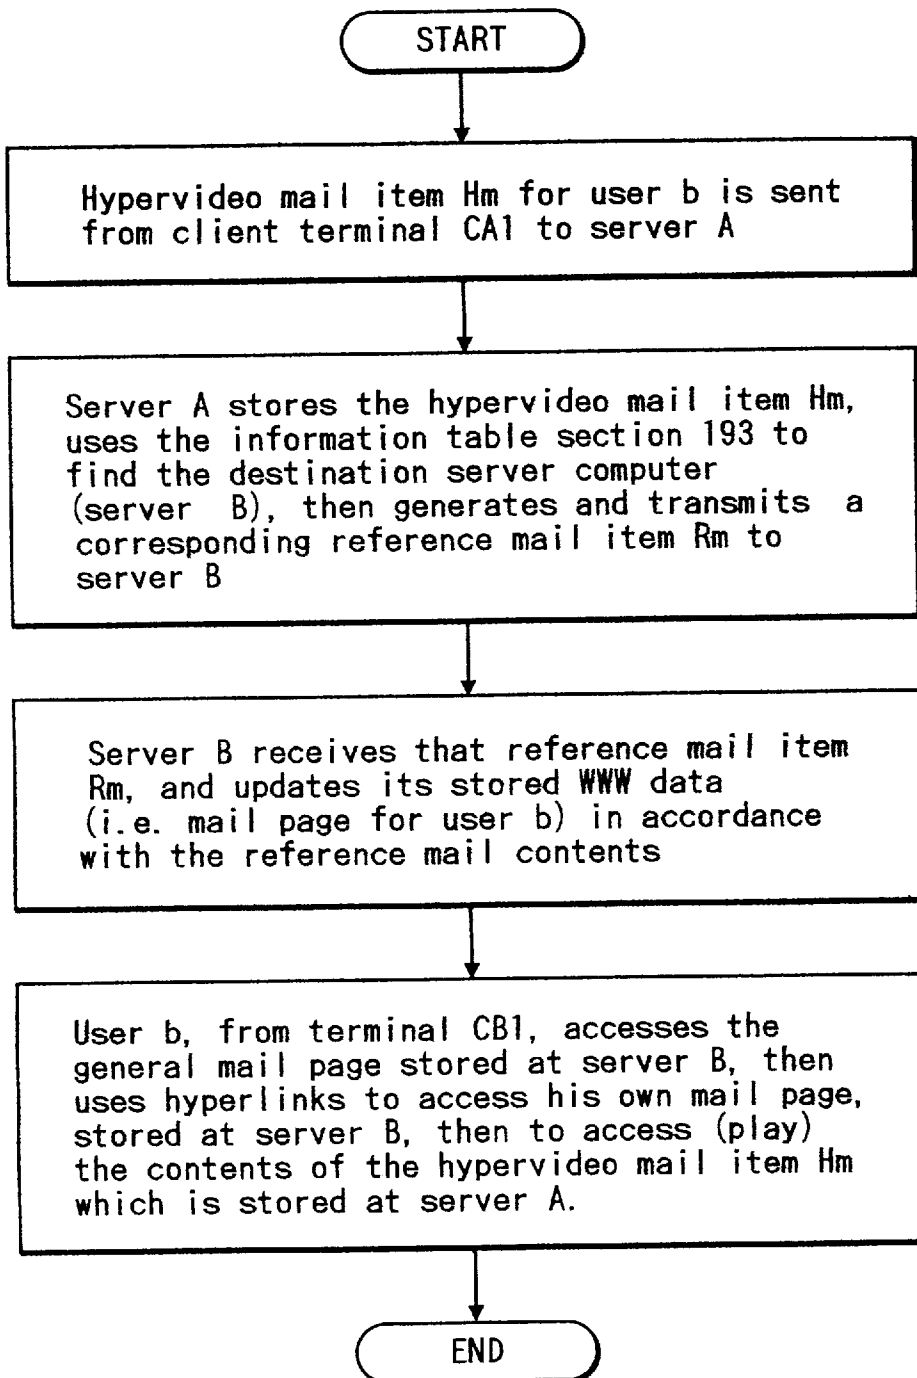 START
Hypervideo mail item Hm for user b is sent
from client terminal CA1 to server A
Server A stores the hypervideo mail item Hm,
uses the information table section 193 to
find the destination server computer
(server B), then generates and transmits a
corresponding reference mail item Rm to
server B
Server B receives that reference mail item
Rm, and updates its stored WWW data
(i.e. mail page for user b) in accordance
with the reference mail contents
User b, from terminal CB1, accesses the
general mail page stored at server B, then
uses hyperlinks to access his own mail page,
stored at server B, then to access (play)
the contents of the hypervideo mail item Hm
which is stored at server A.
END